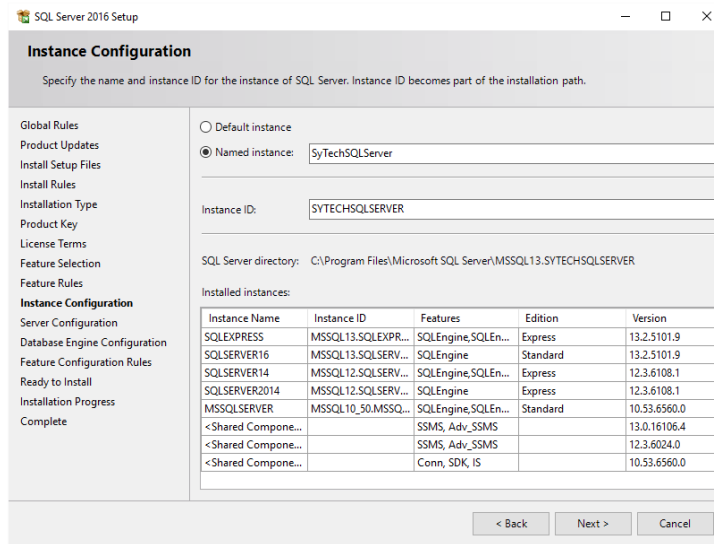 SQL Server 2016 Setup
Instance Configuration
Specify the name and instance ID for the instance of SQL Server. Instance ID becomes part of the installation path.
Global Rules
Product Updates
Install Setup Files
Install Rules
Installation Type
Product Key
License Terms
Feature Selection
Feature Rules
Instance Configuration
Server Configuration
Database Engine Configuration
Feature Configuration Rules
Ready to Install
Installation Progress
Complete
Default instance
Named instance: SyTechSQLServer
Instance ID: SYTECHSQLSERVER
SQL Server directory: C:\Program Files\Microsoft SQL Server\MSSQL13.SYTECHSQLSERVER
Installed instances:
Instance Name Instance ID Features Edition Version
SQLEXPRESS MSSQL13.SQLEXPR... SQLEngine,SQLEn... Express 13.2.5101.9
SQLSERVER16 MSSQL13.SQLSERV... SQLEngine Standard 13.2.5101.9
SQLSERVER14 MSSQL12.SQLSERV... SQLEngine,SQLEn... Express 12.3.6108.1
SQLSERVER2014 MSSQL12.SQLSERV... SQLEngine Express 12.3.6108.1
MSSQLSERVER MSSQL10_50.MSSQ... SQLEngine,SQLEn... Standard 10.53.6560.0
<Shared Compone... SSMS, Adv_SSMS 13.0.16106.4
<Shared Compone... SSMS, Adv_SSMS 12.3.6024.0
<Shared Compone... Conn, SDK, IS 10.53.6560.0
< Back Next > Cancel